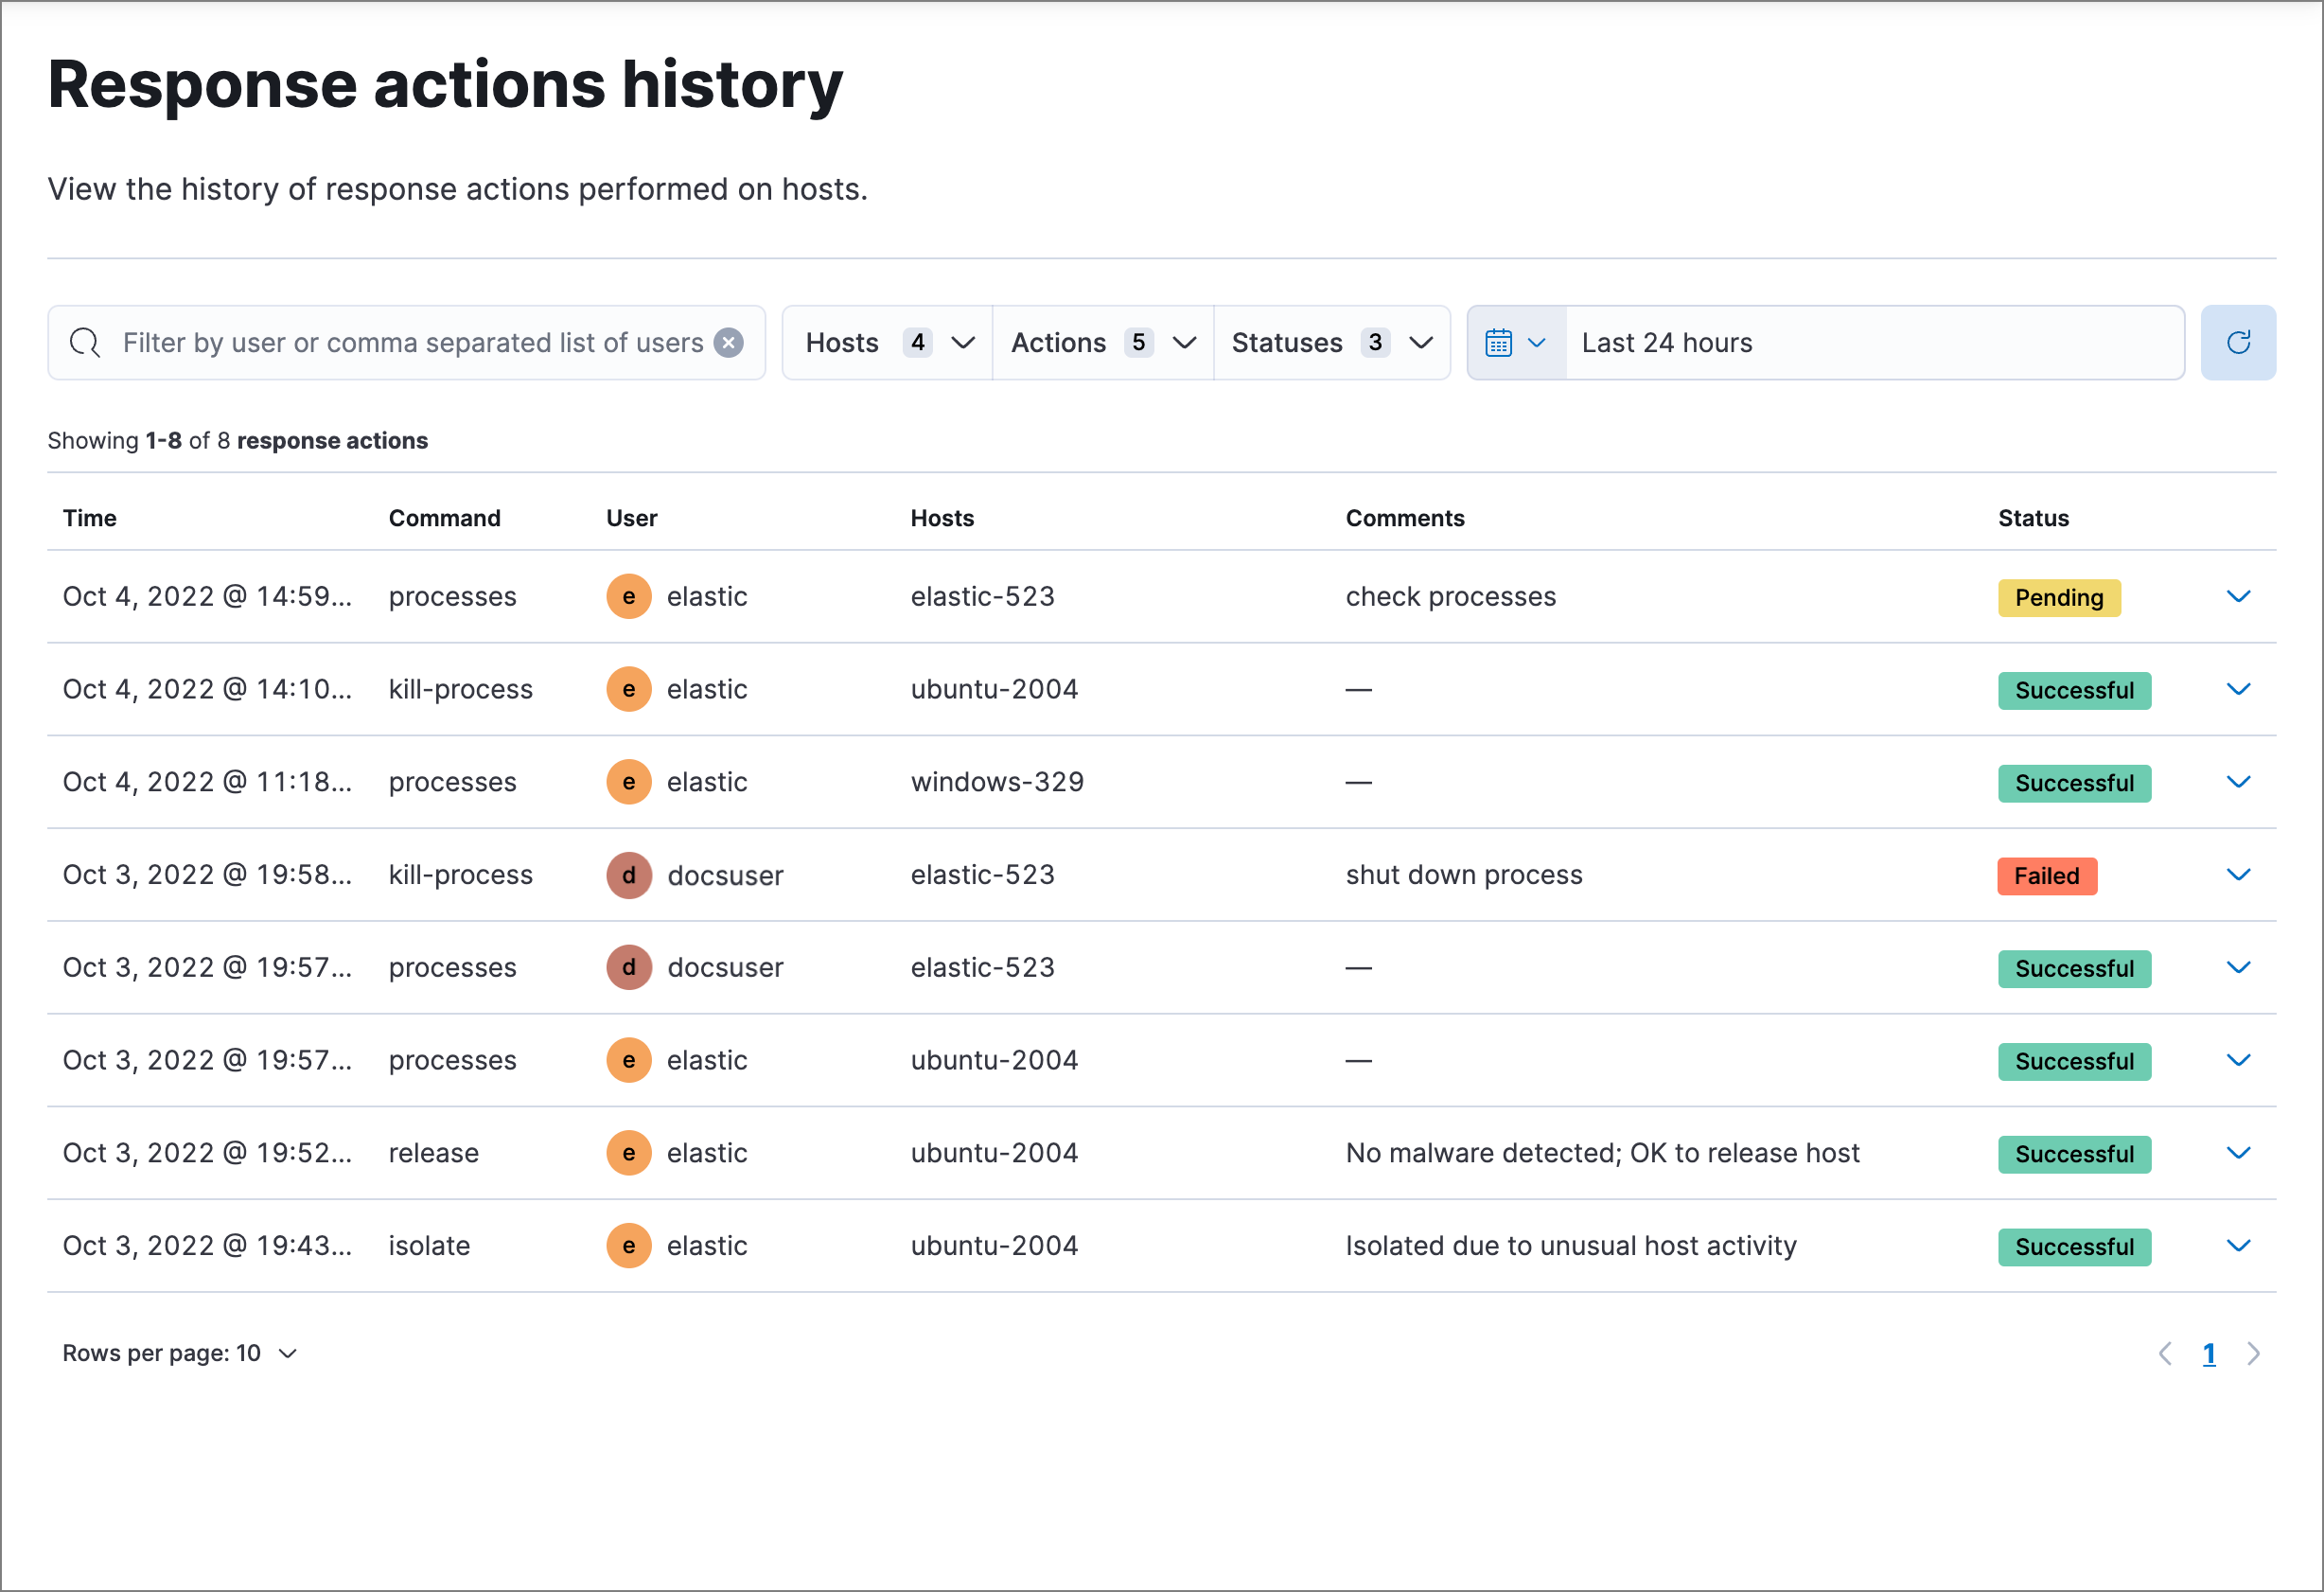 Response actions history
View the history of response actions performed on hosts.
Filter by user or comma separated list of users Hosts 4 Actions 5 Statuses 3 Last 24 hours
Showing 1-8 of 8 response actions
Time Command User Hosts Comments Status
Oct 4, 2022 @ 14:59... processes e elastic elastic-523 check processes Pending
Oct 4, 2022 @ 14:10... kill-process e elastic ubuntu-2004 — Successful
Oct 4, 2022 @ 11:18... processes e elastic windows-329 — Successful
Oct 3, 2022 @ 19:58... kill-process d docsuser elastic-523 shut down process Failed
Oct 3, 2022 @ 19:57... processes d docsuser elastic-523 — Successful
Oct 3, 2022 @ 19:57... processes e elastic ubuntu-2004 — Successful
Oct 3, 2022 @ 19:52... release e elastic ubuntu-2004 No malware detected; OK to release host Successful
Oct 3, 2022 @ 19:43... isolate e elastic ubuntu-2004 Isolated due to unusual host activity Successful
Rows per page: 10 1